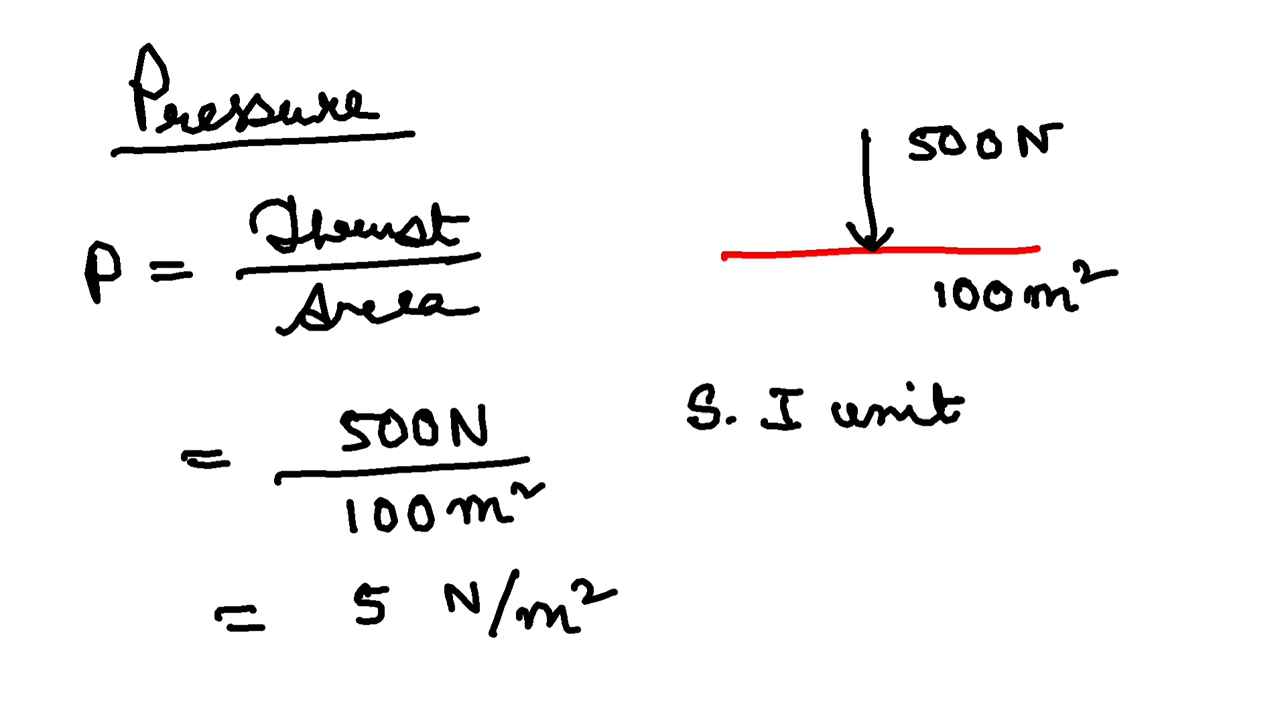 Pressure
P = Thrust / Area
= 500N / 100m²
= 5 N/m²
500N
100m²
S. I unit